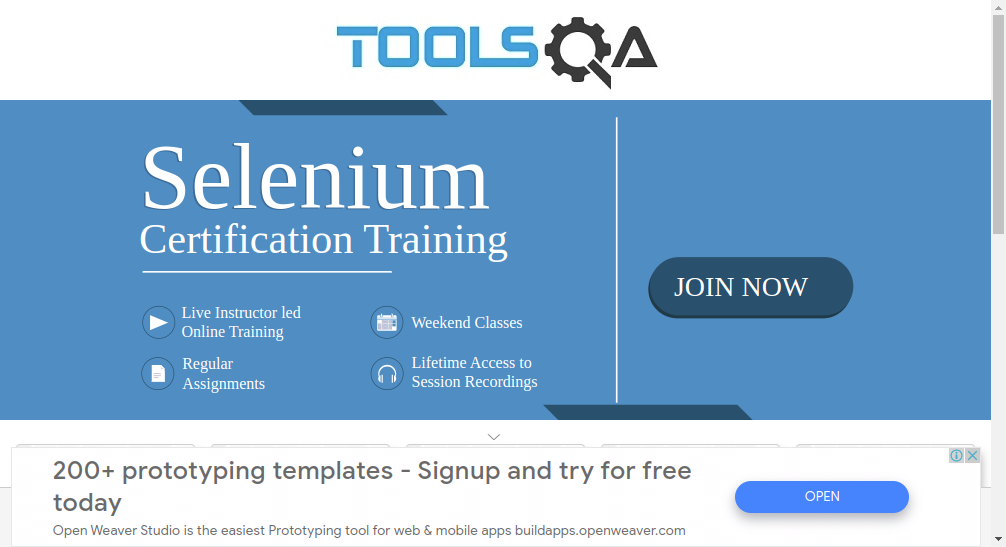 TOOLSQA
Selenium
Certification Training
Live Instructor led
Online Training
Weekend Classes
Regular
Assignments
Lifetime Access to
Session Recordings
JOIN NOW
200+ prototyping templates - Signup and try for free
today
Open Weaver Studio is the easiest Prototyping tool for web & mobile apps buildapps.openweaver.com
OPEN